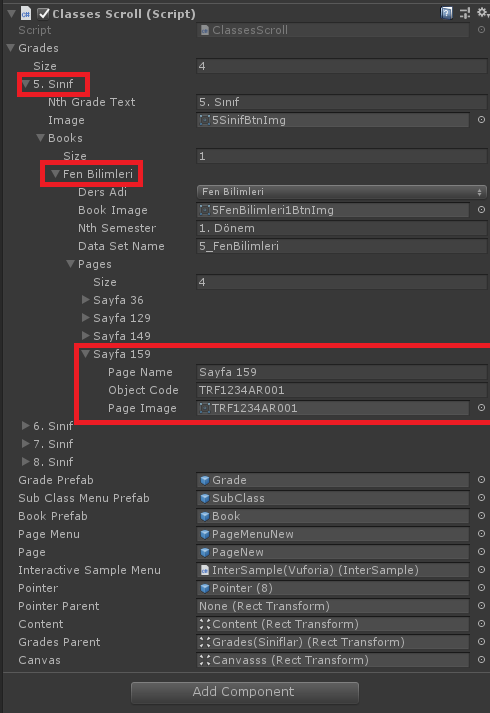 Classes Scroll (Script)
Script ClassesScroll
Grades
Size 4
5. Sınıf
Nth Grade Text 5. Sınıf
Image 5SinifBtnImg
Books
Size 1
Fen Bilimleri
Ders Adi Fen Bilimleri
Book Image 5FenBilimleri1BtnImg
Nth Semester 1. Dönem
Data Set Name 5_FenBilimleri
Pages
Size 4
Sayfa 36
Sayfa 129
Sayfa 149
Sayfa 159
Page Name Sayfa 159
Object Code TRF1234AR001
Page Image TRF1234AR001
6. Sınıf
7. Sınıf
8. Sınıf
Grade Prefab Grade
Sub Class Menu Prefab SubClass
Book Prefab Book
Page Menu PageMenuNew
Page PageNew
Interactive Sample Menu InterSample(Vuforia) (InterSample)
Pointer Pointer (8)
Pointer Parent None (Rect Transform)
Content Content (Rect Transform)
Grades Parent Grades(Siniflar) (Rect Transform)
Canvas Canvasss (Rect Transform)
Add Component